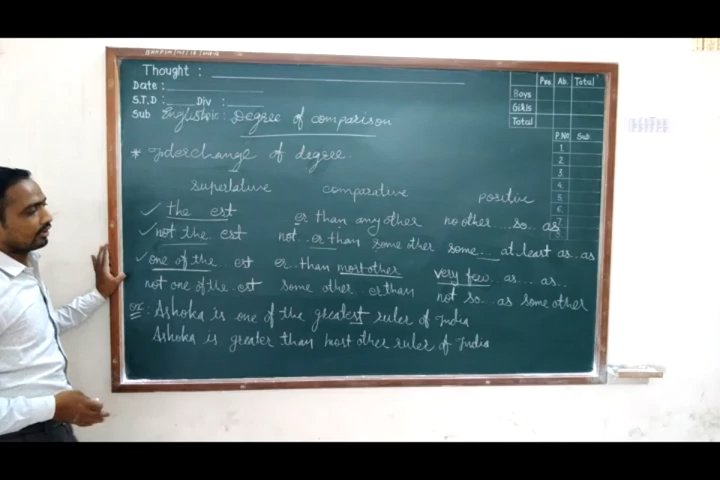 Thought :
Pre. Ab. Total
Boys
Girls
Total
Date :
S.T.D : Div :
Sub English : Degree of comparison
P.No Sub.
1.
2
3
4
5
6
7
8
* Interchange of degree.
superlative comparative positive
✓ the est er than any other no other....so...as
✓ not the est not...er than some other some.... at least as..as
✓ one of the est er..than most other very few as.... as..
not one of the est some other erthan not so...as some other
ex: Ashoka is one of the greatest ruler of India
Ashoka is greater than most other ruler of India